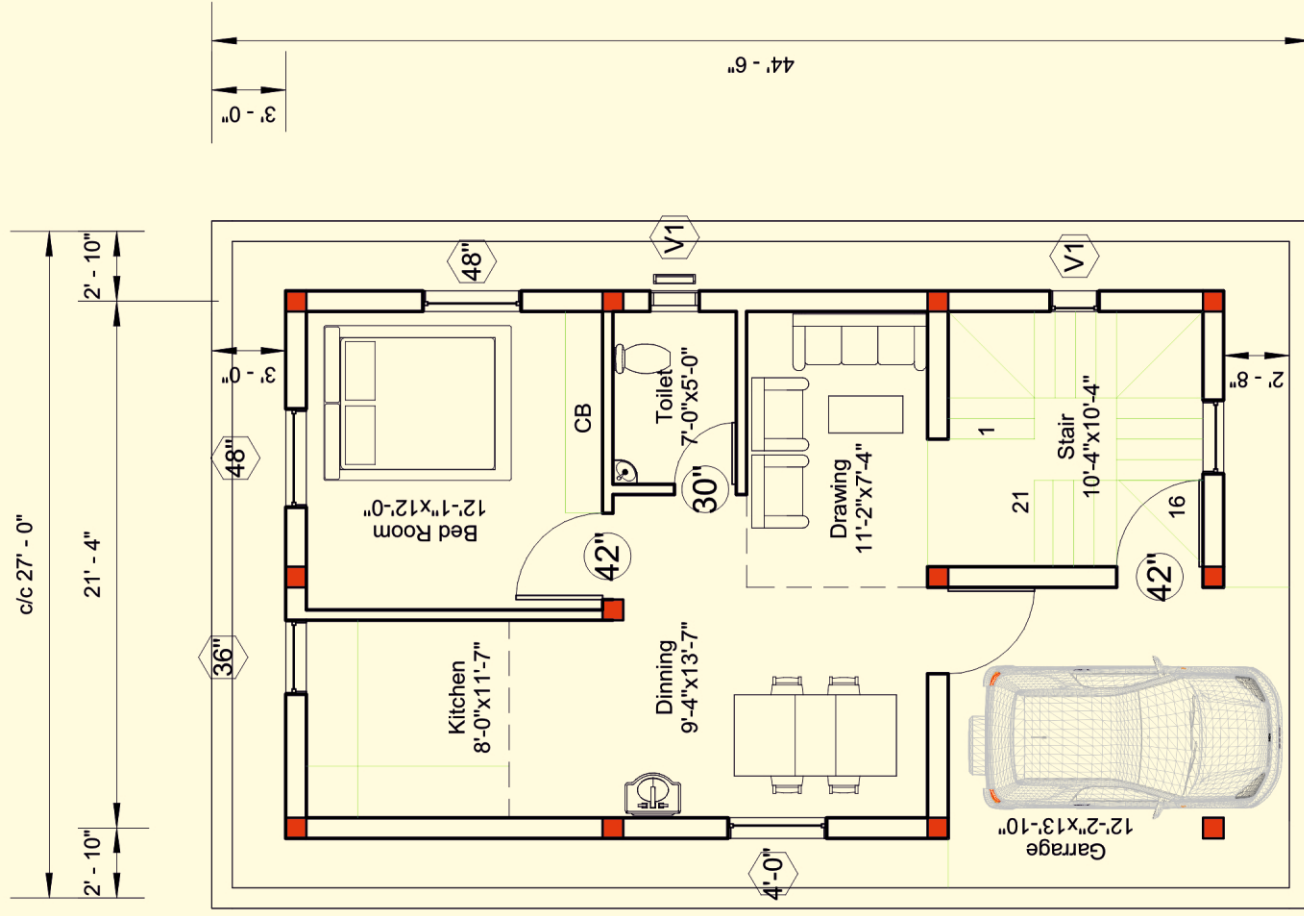 44' - 6"
3' - 0"
c/c 27' - 0"
2' - 10"
21' - 4"
2' - 10"
3' - 0"
2' - 8"
48"
V1
V1
48"
36"
4'-0"
Bed Room
12'-1"x12'-0"
CB
Toilet
7'-0"x5'-0"
30"
42"
Drawing
11'-2"x7'-4"
1
21
Stair
10'-4"x10'-4"
16
42"
Kitchen
8'-0"x11'-7"
Dinning
9'-4"x13'-7"
Garrage
12'-2"x13'-10"